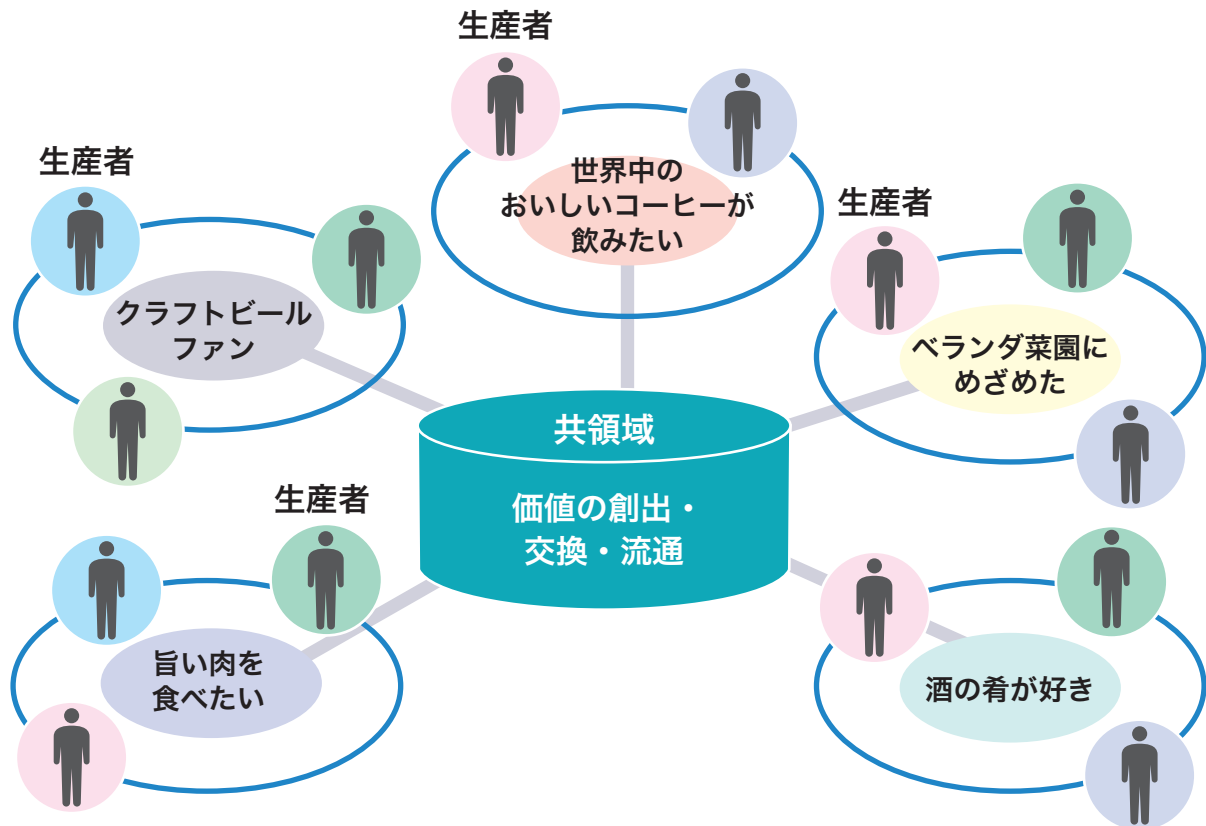 生産者
世界中の
おいしいコーヒーが
飲みたい
生産者
クラフトビール
ファン
生産者
ベランダ菜園に
めざめた
共領域
価値の創出・
交換・流通
生産者
旨い肉を
食べたい
酒の肴が好き